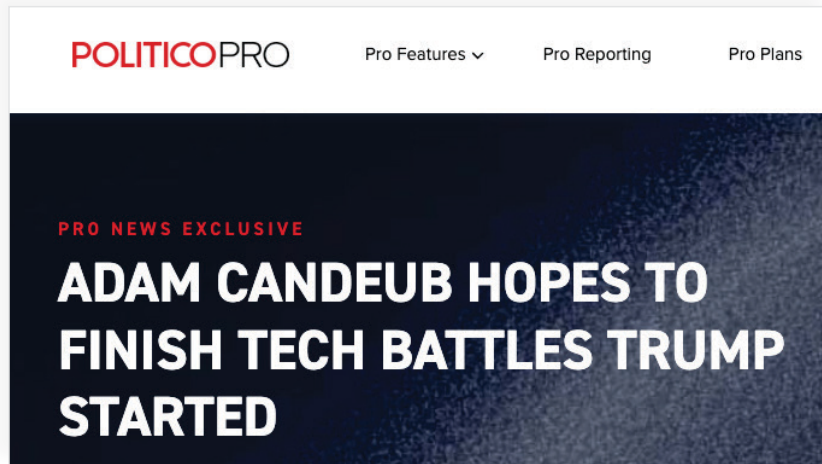 POLITICOPRO Pro Features Pro Reporting Pro Plans
PRO NEWS EXCLUSIVE
ADAM CANDEUB HOPES TO
FINISH TECH BATTLES TRUMP
STARTED